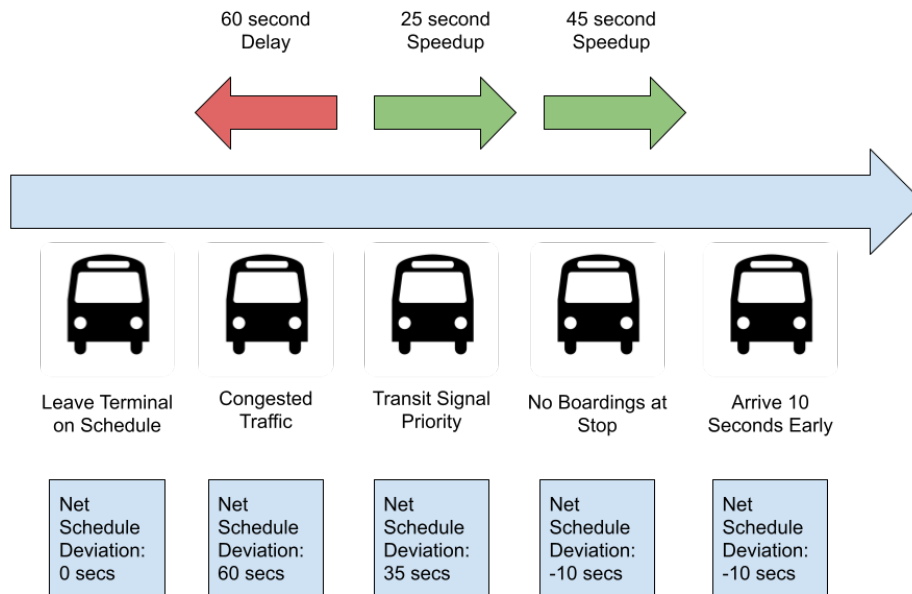 60 second
Delay
25 second
Speedup
45 second
Speedup
Leave Terminal
on Schedule
Congested
Traffic
Transit Signal
Priority
No Boardings at
Stop
Arrive 10
Seconds Early
Net
Schedule
Deviation:
0 secs
Net
Schedule
Deviation:
60 secs
Net
Schedule
Deviation:
35 secs
Net
Schedule
Deviation:
-10 secs
Net
Schedule
Deviation:
-10 secs